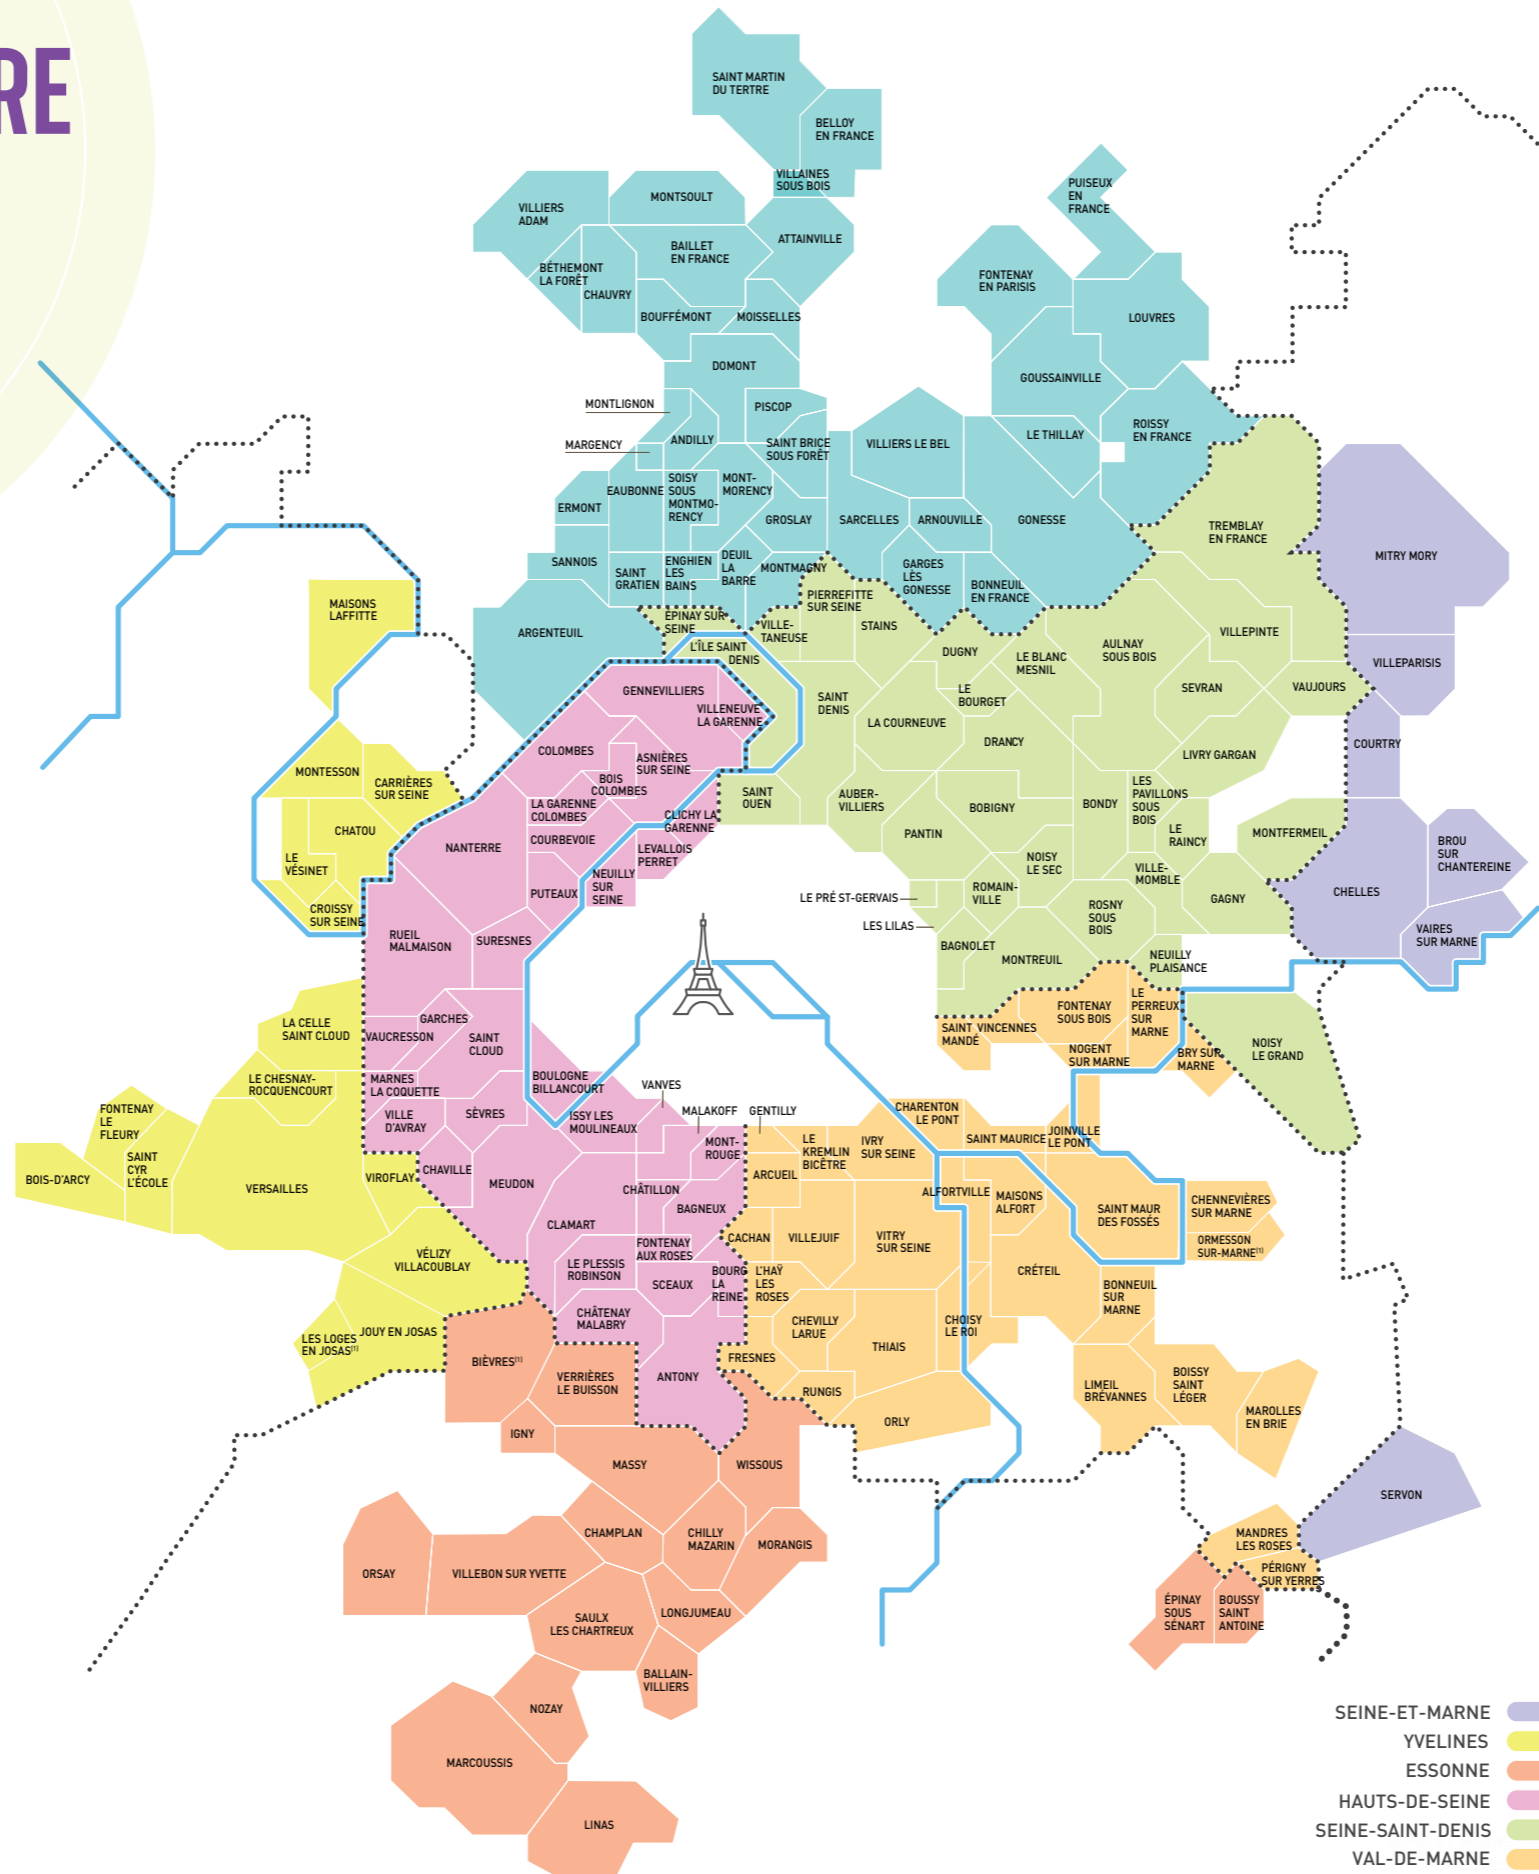 RE
SAINT MARTIN
DU TERTRE
BELLOY
EN FRANCE
VILLAINES
SOUS BOIS
PUISEUX
EN
FRANCE
MONTSOULT
VILLIERS
ADAM
ATTAINVILLE
BAILLET
EN FRANCE
BÉTHEMONT
LA FORÊT
CHAUVRY
FONTENAY
EN PARISIS
BOUFFÉMONT
MOISSELLES
LOUVRES
DOMONT
GOUSSAINVILLE
MONTLIGNON
PISCOP
MARGENCY
ANDILLY
SAINT BRICE
SOUS FORÊT
VILLIERS LE BEL
LE THILLAY
ROISSY
EN FRANCE
ERMONT
EAUBONNE
SOISY
SOUS
MONTMO-
RENCY
MONT-
MORENCY
GROSLAY
SARCELLES
ARNOUVILLE
GONESSE
TREMBLAY
EN FRANCE
MITRY MORY
SANNOIS
SAINT
GRATIEN
ENGHIEN
LES
BAINS
DEUIL
LA
BARRE
MONTMAGNY
GARGES
LÈS
GONESSE
BONNEUIL
EN FRANCE
MAISONS
LAFFITTE
ARGENTEUIL
ÉPINAY SUR
SEINE
VILLE-
TANEUSE
PIERREFITTE
SUR SEINE
STAINS
L'ÎLE SAINT
DENIS
DUGNY
LE BLANC
MESNIL
AULNAY
SOUS BOIS
VILLEPINTE
VILLEPARISIS
GENNEVILLIERS
VILLENEUVE
LA GARENNE
SAINT
DENIS
LE
BOURGET
SEVRAN
VAUJOURS
LA COURNEUVE
DRANCY
COURTRY
COLOMBES
ASNIÈRES
SUR SEINE
BOIS
COLOMBES
LIVRY GARGAN
MONTESSON
CARRIÈRES
SUR SEINE
LA GARENNE
COLOMBES
CLICHY LA
GARENNE
SAINT
OUEN
AUBER-
VILLIERS
BOBIGNY
BONDY
LES
PAVILLONS
SOUS
BOIS
CHATOU
NANTERRE
COURBEVOIE
LEVALLOIS
PERRET
PANTIN
LE
RAINCY
MONTFERMEIL
BROU
SUR
CHANTEREINE
LE
VÉSINET
PUTEAUX
NEUILLY
SUR
SEINE
NOISY
LE SEC
VILLE-
MOMBLE
GAGNY
CHELLES
CROISSY
SUR SEINE
LE PRÉ ST-GERVAIS
ROMAIN-
VILLE
ROSNY
SOUS
BOIS
LES LILAS
RUEIL
MALMAISON
SURESNES
BAGNOLET
MONTREUIL
NEUILLY
PLAISANCE
VAIRES
SUR MARNE
LA CELLE
SAINT CLOUD
VAUCRESSON
GARCHES
SAINT
CLOUD
SAINT
MANDÉ
VINCENNES
FONTENAY
SOUS BOIS
LE
PERREUX
SUR
MARNE
NOGENT
SUR MARNE
BRY SUR
MARNE
NOISY
LE GRAND
LE CHESNAY-
ROCQUENCOURT
MARNES
LA COQUETTE
BOULOGNE
BILLANCOURT
VANVES
FONTENAY
LE
FLEURY
VILLE
D'AVRAY
SÈVRES
ISSY LES
MOULINEAUX
MALAKOFF
GENTILLY
CHARENTON
LE PONT
SAINT MAURICE
JOINVILLE
LE PONT
BOIS-D'ARCY
SAINT
CYR
L'ÉCOLE
VERSAILLES
VIROFLAY
CHAVILLE
MEUDON
MONT-
ROUGE
ARCUEIL
LE
KREMLIN
BICÊTRE
IVRY
SUR SEINE
CHÂTILLON
BAGNEUX
ALFORTVILLE
MAISONS
ALFORT
SAINT MAUR
DES FOSSÉS
CHENNEVIÈRES
SUR MARNE
CLAMART
CACHAN
VILLEJUIF
VITRY
SUR SEINE
ORMESSON
SUR-MARNE(1)
VÉLIZY
VILLACOUBLAY
FONTENAY
AUX ROSES
LE PLESSIS
ROBINSON
SCEAUX
BOURG
LA
REINE
L'HAŸ
LES
ROSES
CRÉTEIL
BONNEUIL
SUR
MARNE
LES LOGES
EN JOSAS(1)
JOUY EN JOSAS
CHÂTENAY
MALABRY
CHEVILLY
LARUE
THIAIS
CHOISY
LE ROI
BIÈVRES(1)
VERRIÈRES
LE BUISSON
ANTONY
FRESNES
RUNGIS
ORLY
LIMEIL
BRÉVANNES
BOISSY
SAINT
LÉGER
MAROLLES
EN BRIE
IGNY
MASSY
WISSOUS
SERVON
CHAMPLAN
CHILLY
MAZARIN
MORANGIS
MANDRES
LES ROSES
ORSAY
VILLEBON SUR YVETTE
PÉRIGNY
SUR YERRES
SAULX
LES CHARTREUX
LONGJUMEAU
ÉPINAY
SOUS
SÉNART
BOUSSY
SAINT
ANTOINE
BALLAIN-
VILLIERS
NOZAY
MARCOUSSIS
LINAS
SEINE-ET-MARNE
YVELINES
ESSONNE
HAUTS-DE-SEINE
SEINE-SAINT-DENIS
VAL-DE-MARNE